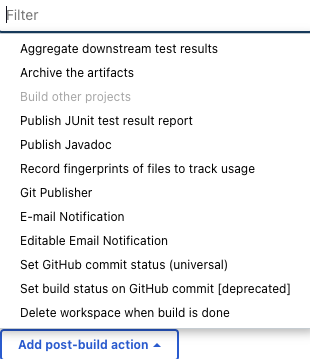 Filter
Aggregate downstream test results
Archive the artifacts
Build other projects
Publish JUnit test result report
Publish Javadoc
Record fingerprints of files to track usage
Git Publisher
E-mail Notification
Editable Email Notification
Set GitHub commit status (universal)
Set build status on GitHub commit [deprecated]
Delete workspace when build is done
Add post-build action